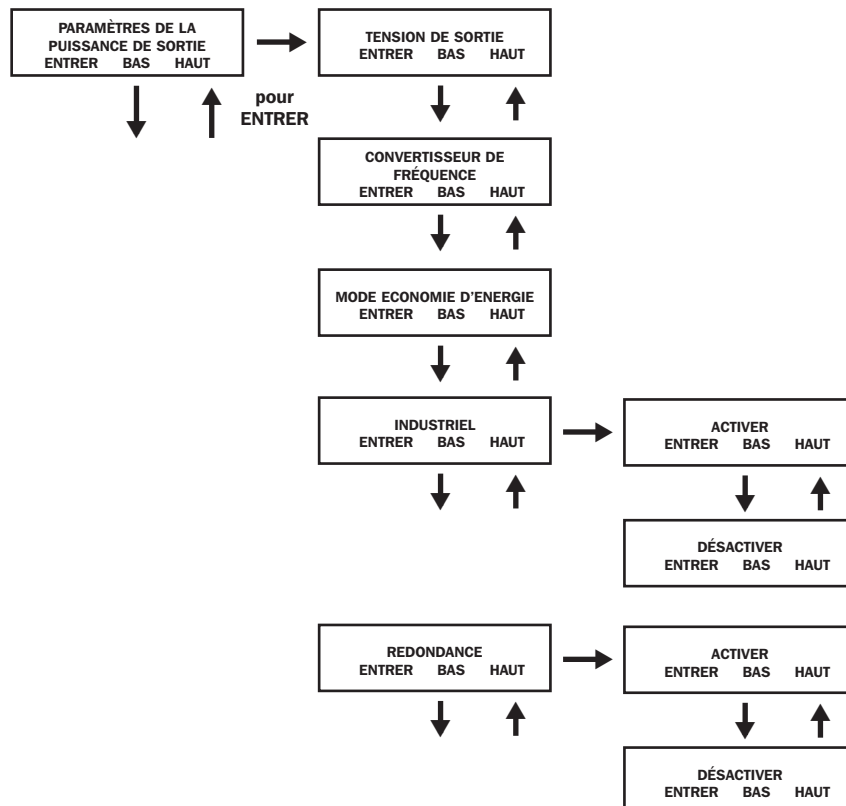 PARAMÈTRES DE LA
PUISSANCE DE SORTIE
ENTRER BAS HAUT
TENSION DE SORTIE
ENTRER BAS HAUT
pour
ENTRER
CONVERTISSEUR DE
FRÉQUENCE
ENTRER BAS HAUT
MODE ECONOMIE D'ENERGIE
ENTRER BAS HAUT
INDUSTRIEL
ENTRER BAS HAUT
ACTIVER
ENTRER BAS HAUT
DÉSACTIVER
ENTRER BAS HAUT
REDONDANCE
ENTRER BAS HAUT
ACTIVER
ENTRER BAS HAUT
DÉSACTIVER
ENTRER BAS HAUT